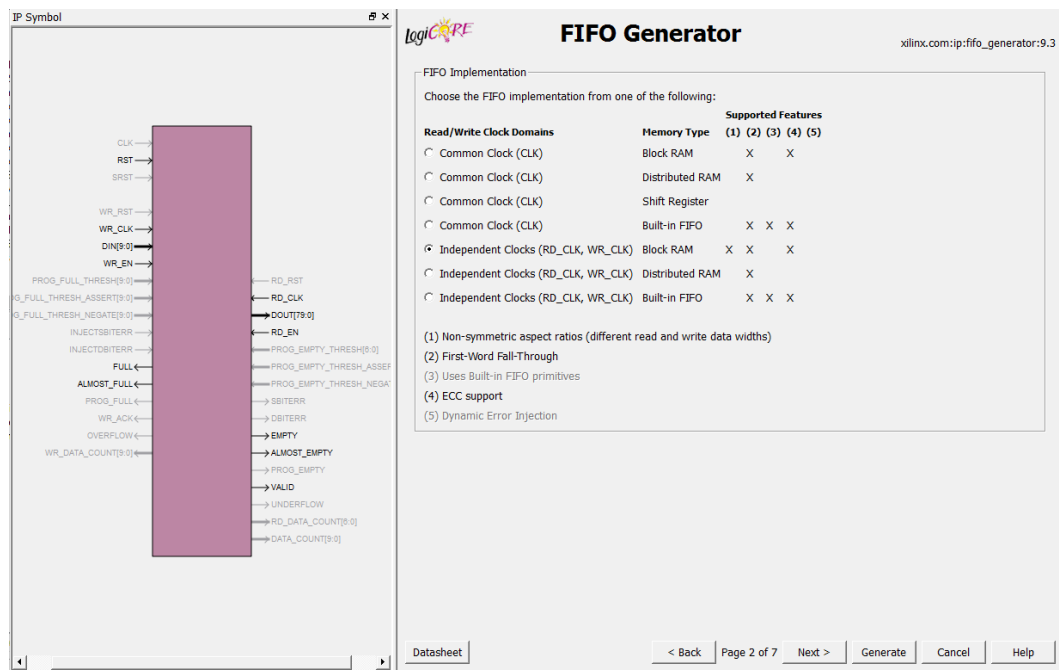 IP Symbol
CLK
RST
SRST
WR_RST
WR_CLK
DIN[9:0]
WR_EN
PROG_FULL_THRESH[9:0]
G_FULL_THRESH_ASSERT[9:0]
G_FULL_THRESH_NEGATE[9:0]
INJECTSBITERR
INJECTDBITERR
FULL
ALMOST_FULL
PROG_FULL
WR_ACK
OVERFLOW
WR_DATA_COUNT[9:0]
RD_RST
RD_CLK
DOUT[79:0]
RD_EN
PROG_EMPTY_THRESH[6:0]
PROG_EMPTY_THRESH_ASSER
PROG_EMPTY_THRESH_NEGA
SBITERR
DBITERR
EMPTY
ALMOST_EMPTY
PROG_EMPTY
VALID
UNDERFLOW
RD_DATA_COUNT[6:0]
DATA_COUNT[9:0]
LogiCORE
FIFO Generator
xilinx.com:ip:fifo_generator:9.3
FIFO Implementation
Choose the FIFO implementation from one of the following:
Supported Features
Read/Write Clock Domains Memory Type (1) (2) (3) (4) (5)
Common Clock (CLK) Block RAM X X
Common Clock (CLK) Distributed RAM X
Common Clock (CLK) Shift Register
Common Clock (CLK) Built-in FIFO X X X
Independent Clocks (RD_CLK, WR_CLK) Block RAM X X X
Independent Clocks (RD_CLK, WR_CLK) Distributed RAM X
Independent Clocks (RD_CLK, WR_CLK) Built-in FIFO X X X
(1) Non-symmetric aspect ratios (different read and write data widths)
(2) First-Word Fall-Through
(3) Uses Built-in FIFO primitives
(4) ECC support
(5) Dynamic Error Injection
Datasheet < Back Page 2 of 7 Next > Generate Cancel Help